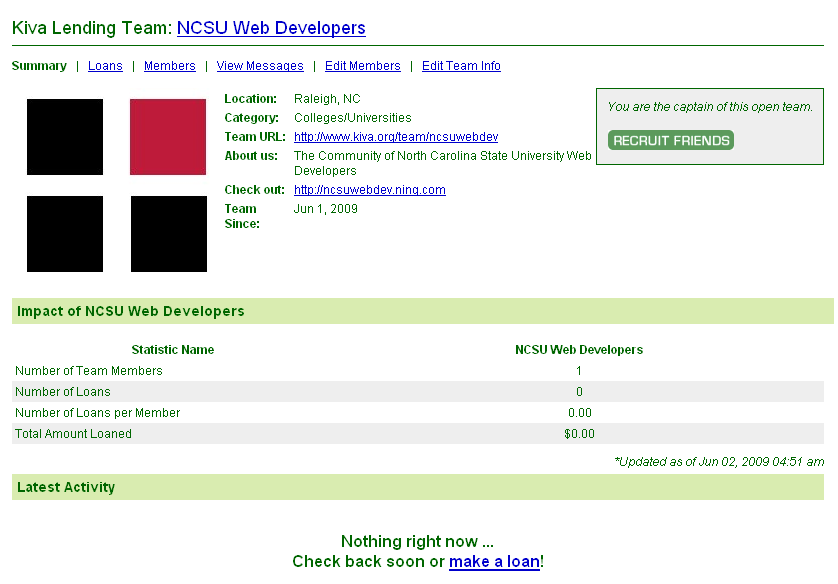 Kiva Lending Team: NCSU Web Developers
Summary | Loans | Members | View Messages | Edit Members | Edit Team Info
Location: Raleigh, NC
Category: Colleges/Universities
Team URL: http://www.kiva.org/team/ncsuwebdev
About us: The Community of North Carolina State University Web
Developers
Check out: http://ncsuwebdev.ning.com
Team Jun 1, 2009
Since:
You are the captain of this open team.
RECRUIT FRIENDS
Impact of NCSU Web Developers
Statistic Name NCSU Web Developers
Number of Team Members 1
Number of Loans 0
Number of Loans per Member 0.00
Total Amount Loaned $0.00
*Updated as of Jun 02, 2009 04:51 am
Latest Activity
Nothing right now ...
Check back soon or make a loan!